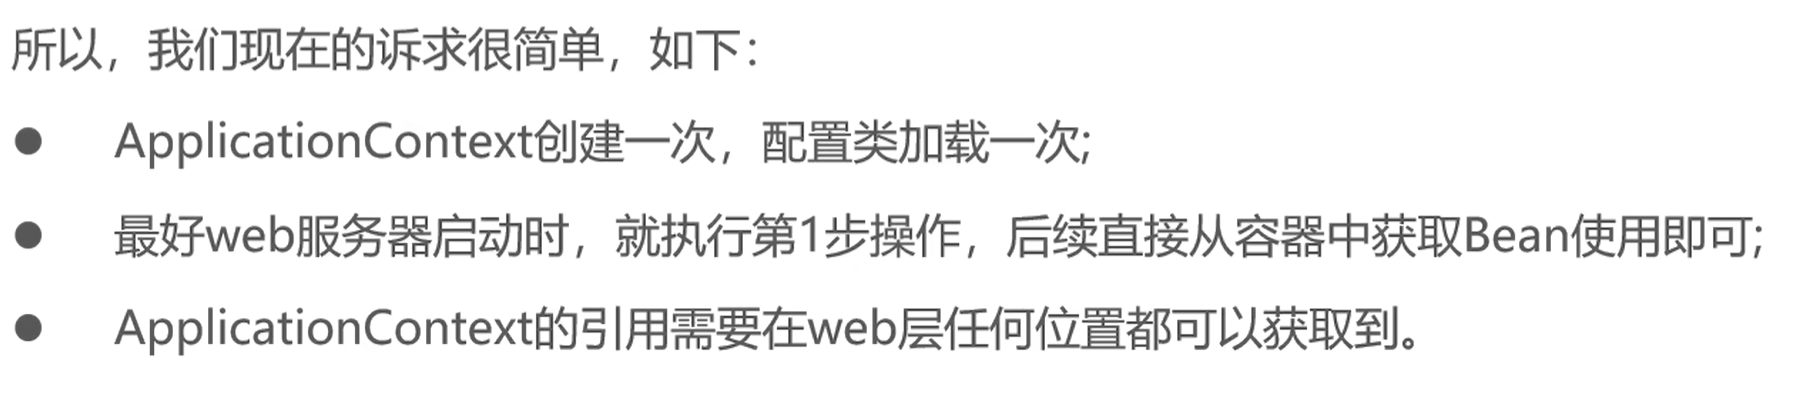 所以，我们现在的诉求很简单，如下：
● ApplicationContext创建一次，配置类加载一次;
● 最好web服务器启动时，就执行第1步操作，后续直接从容器中获取Bean使用即可;
● ApplicationContext的引用需要在web层任何位置都可以获取到。